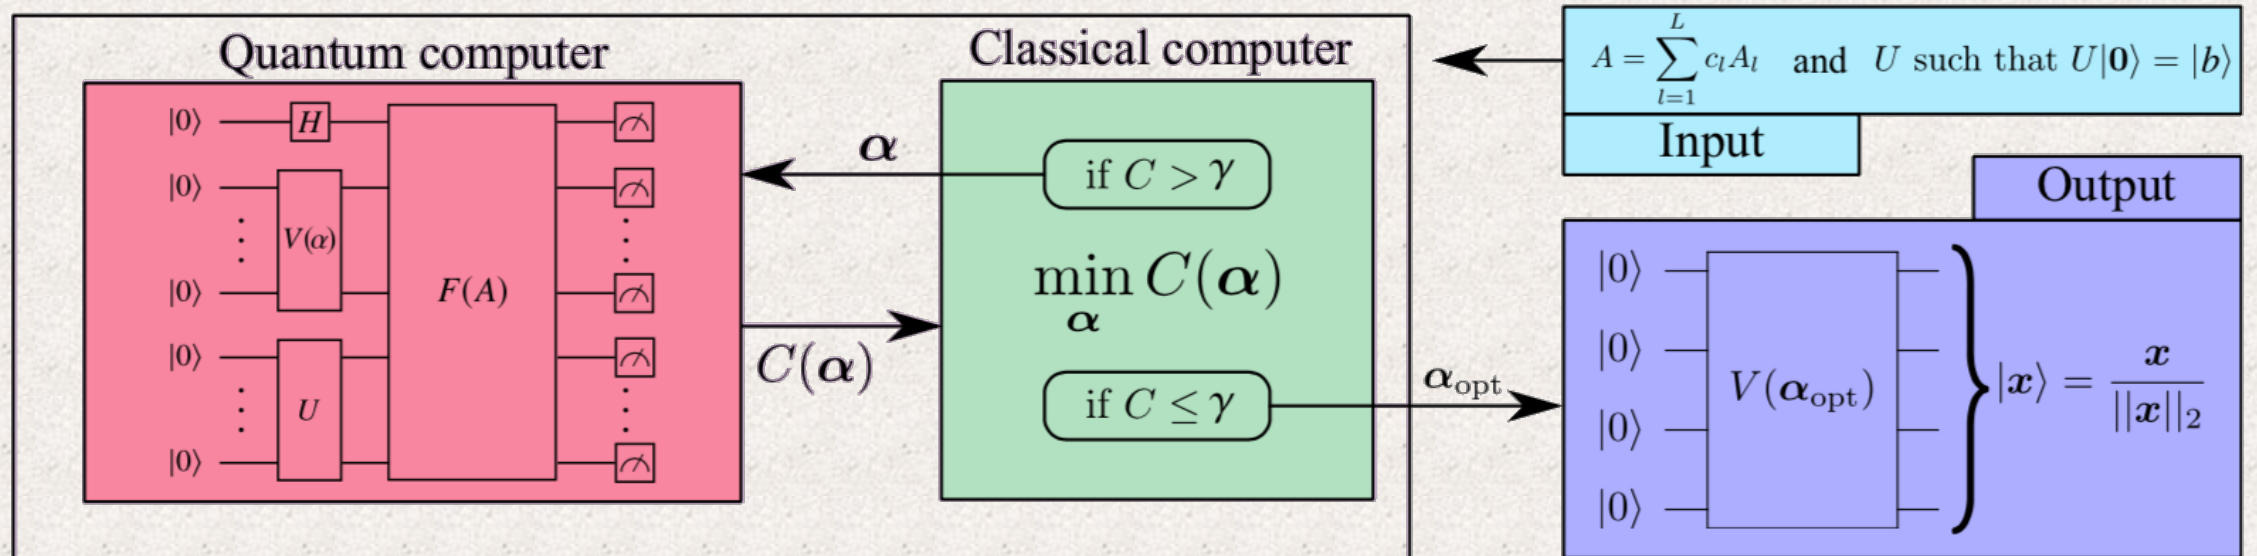 Quantum computer
|0⟩ H
|0⟩
⋮ V(α) ⋮
|0⟩ F(A)
|0⟩
⋮ U ⋮
|0⟩
α
C(α)
Classical computer
if C > γ
min C(α)
α
if C ≤ γ
α_opt
A = ∑_{l=1}^{L} c_l A_l and U such that U|𝟎⟩ = |b⟩
Input
Output
|0⟩
|0⟩
V(α_opt) |x⟩ = x / ||x||₂
|0⟩
|0⟩